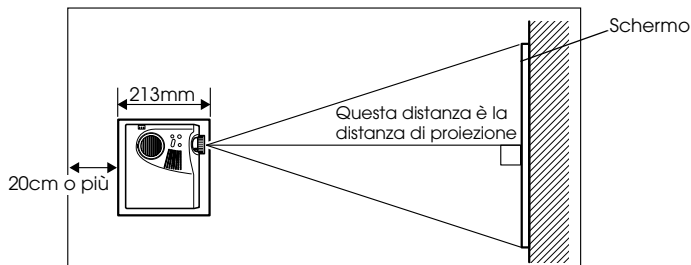 Schermo
213mm
Questa distanza è la
distanza di proiezione
20cm o più